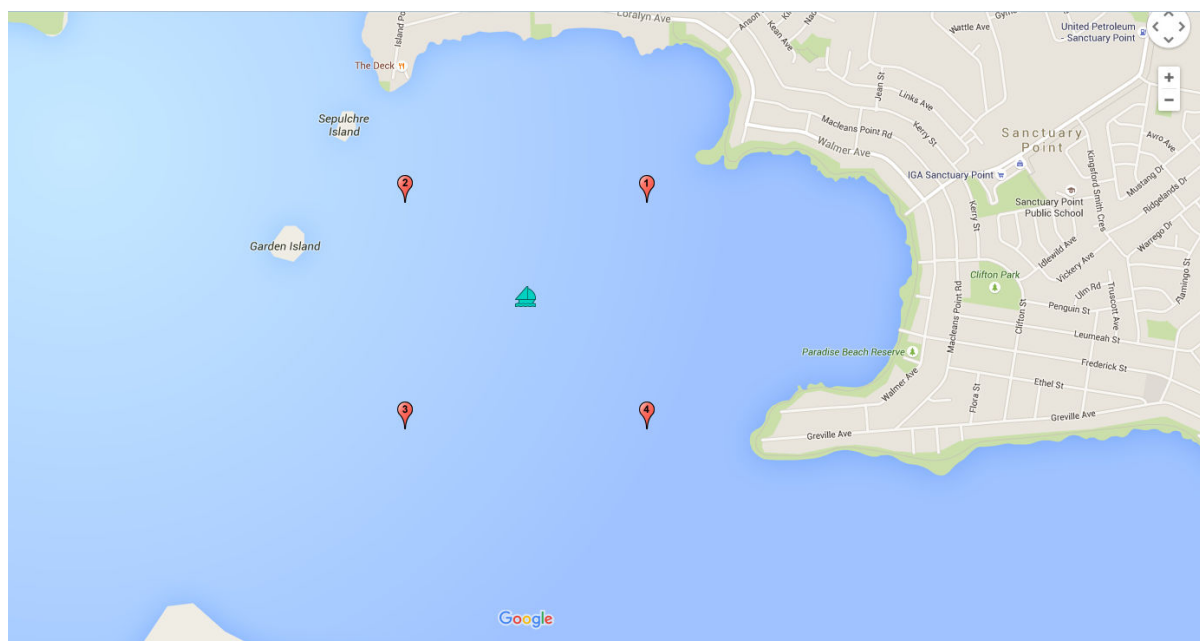 Loralyn Ave
Island Po
The Deck
Sepulchre
Island
Garden Island
2
1
3
4
Anson
Kean Ave
Wattle Ave
United Petroleum
- Sanctuary Point
Jean St
Links Ave
Macleans Point Rd
Kerry St
Walmer Ave
Sanctuary
Point
IGA Sanctuary Point
Kingsford Smith Cres
Avro Ave
Mustang Dr
Ridgelands Dr
Sanctuary Point
Public School
Kerry St
Warrego Dr
Idlewild Ave
Vickery Ave
Flamingo St
Clifton Park
Ulm Rd
Truscott Ave
Penguin St
Clifton St
Macleans Point Rd
Leumeah St
Paradise Beach Reserve
Frederick St
Walmer Ave
Flora St
Ethel St
Greville Ave
Greville Ave
Google
+
−